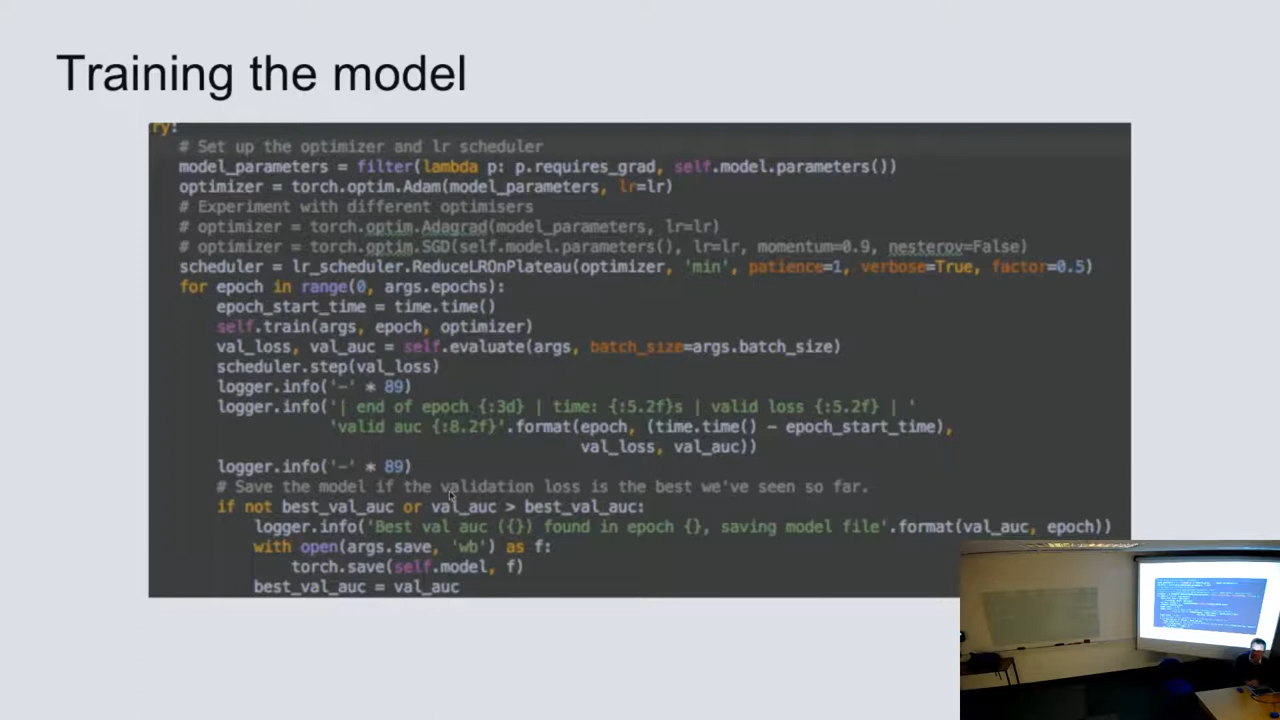 Training the model
ry:
# Set up the optimizer and lr scheduler
model_parameters = filter(lambda p: p.requires_grad, self.model.parameters())
optimizer = torch.optim.Adam(model_parameters, lr=lr)
# Experiment with different optimisers
# optimizer = torch.optim.Adagrad(model_parameters, lr=lr)
# optimizer = torch.optim.SGD(self.model.parameters(), lr=lr, momentum=0.9, nesterov=False)
scheduler = lr_scheduler.ReduceLROnPlateau(optimizer, 'min', patience=1, verbose=True, factor=0.5)
for epoch in range(0, args.epochs):
epoch_start_time = time.time()
self.train(args, epoch, optimizer)
val_loss, val_auc = self.evaluate(args, batch_size=args.batch_size)
scheduler.step(val_loss)
logger.info('-' * 89)
logger.info('| end of epoch {:3d} | time: {:5.2f}s | valid loss {:5.2f} | '
'valid auc {:8.2f}'.format(epoch, (time.time() - epoch_start_time),
val_loss, val_auc))
logger.info('-' * 89)
# Save the model if the validation loss is the best we've seen so far.
if not best_val_auc or val_auc > best_val_auc:
logger.info('Best val auc ({}) found in epoch {}, saving model file'.format(val_auc, epoch))
with open(args.save, 'wb') as f:
torch.save(self.model, f)
best_val_auc = val_auc